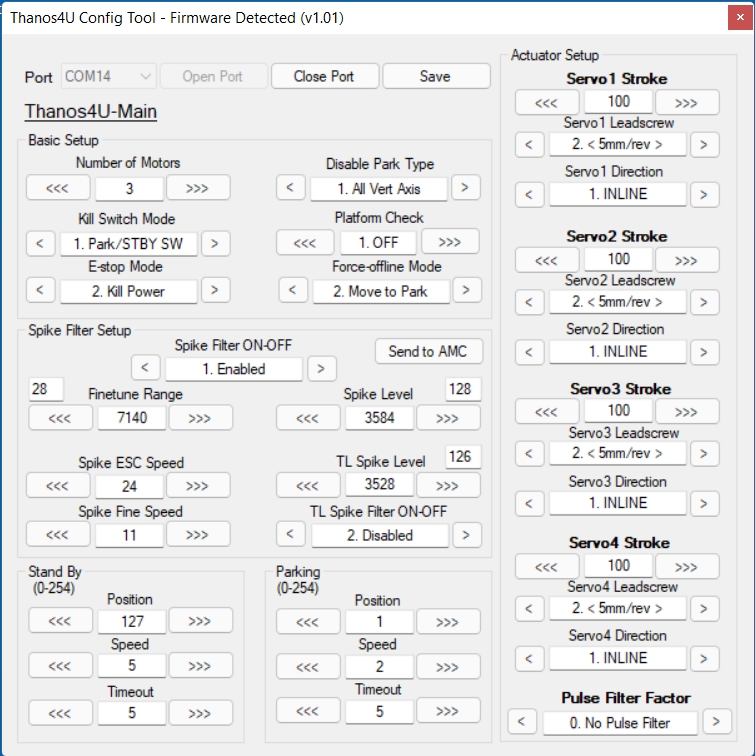 Thanos4U Config Tool - Firmware Detected (v1.01)
×
Port COM14 Open Port Close Port Save
Thanos4U-Main
Basic Setup
Number of Motors
<<< 3 >>>
Disable Park Type
< 1. All Vert Axis >
Kill Switch Mode
< 1. Park/STBY SW >
Platform Check
<<< 1. OFF >>>
E-stop Mode
< 2. Kill Power >
Force-offline Mode
< 2. Move to Park >
Spike Filter Setup
Spike Filter ON-OFF
< 1. Enabled >
Send to AMC
28
Finetune Range
<<< 7140 >>>
Spike Level
128
<<< 3584 >>>
Spike ESC Speed
<<< 24 >>>
TL Spike Level
126
<<< 3528 >>>
Spike Fine Speed
<<< 11 >>>
TL Spike Filter ON-OFF
< 2. Disabled >
Stand By
(0-254)
Position
<<< 127 >>>
Speed
<<< 5 >>>
Timeout
<<< 5 >>>
Parking
(0-254)
Position
<<< 1 >>>
Speed
<<< 2 >>>
Timeout
<<< 5 >>>
Actuator Setup
Servo1 Stroke
<<< 100 >>>
Servo1 Leadscrew
< 2. < 5mm/rev > >
Servo1 Direction
< 1. INLINE >
Servo2 Stroke
<<< 100 >>>
Servo2 Leadscrew
< 2. < 5mm/rev > >
Servo2 Direction
< 1. INLINE >
Servo3 Stroke
<<< 100 >>>
Servo3 Leadscrew
< 2. < 5mm/rev > >
Servo3 Direction
< 1. INLINE >
Servo4 Stroke
<<< 100 >>>
Servo4 Leadscrew
< 2. < 5mm/rev > >
Servo4 Direction
< 1. INLINE >
Pulse Filter Factor
< 0. No Pulse Filter >